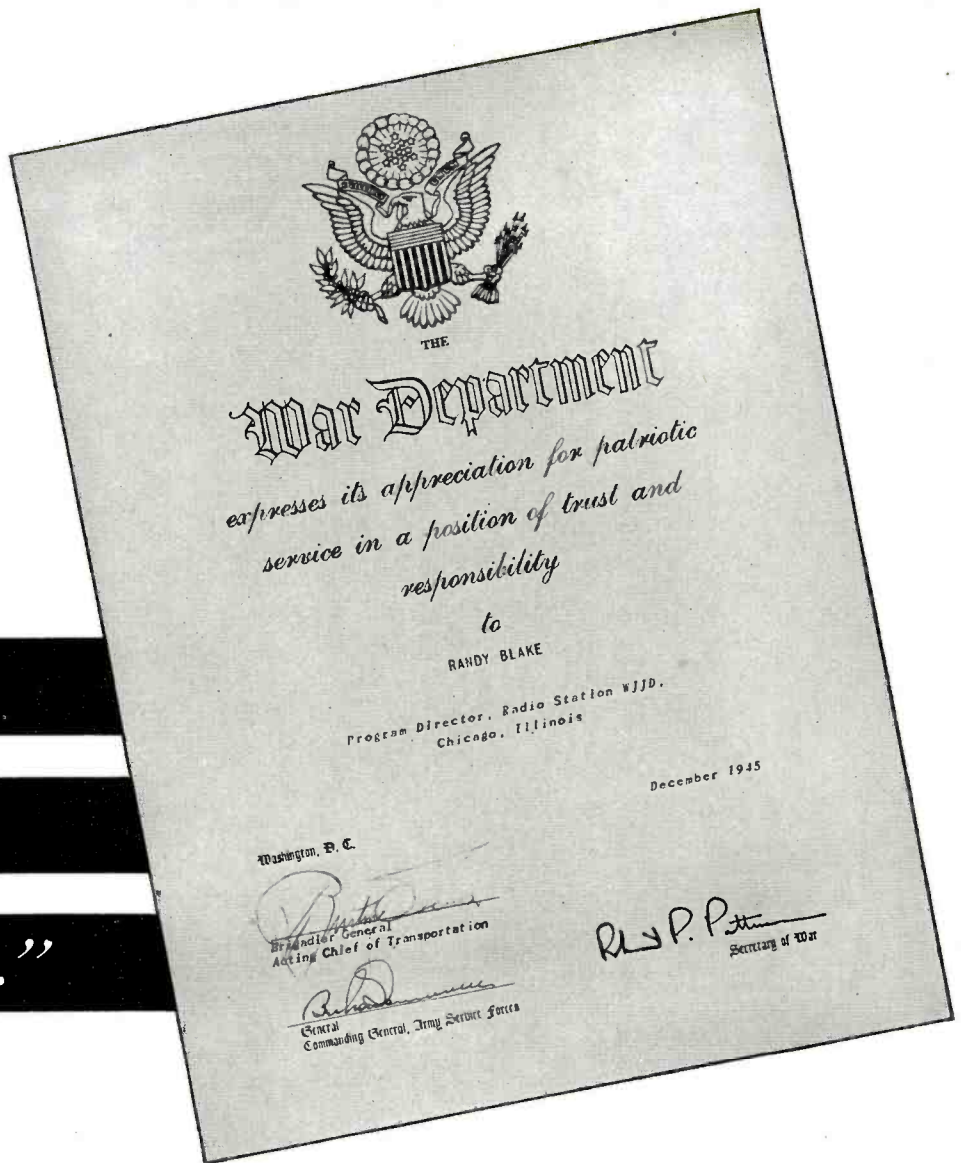 THE
War Department
expresses its appreciation for patriotic
service in a position of trust and
responsibility
to
RANDY BLAKE
Program Director, Radio Station WJJD,
Chicago, Illinois
December 1945
Washington, D. C.
Brigadier General
Acting Chief of Transportation
General
Commanding General, Army Service Forces
Robert P. Patterson
Secretary of War
.”